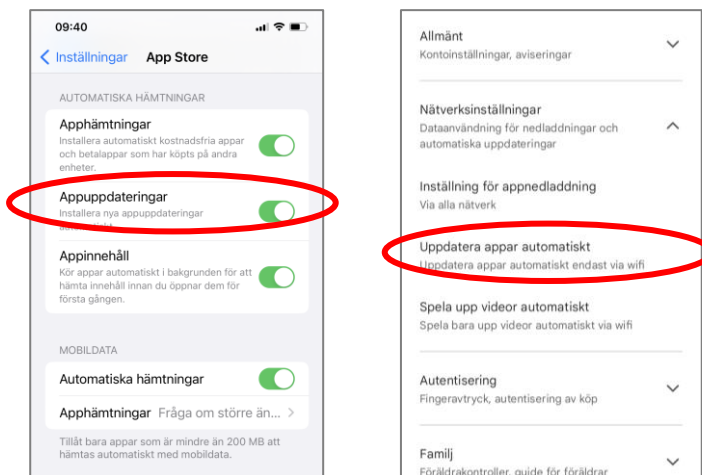 09:40
Inställningar App Store
AUTOMATISKA HÄMTNINGAR
Apphämtningar
Installera automatiskt kostnadsfria appar
och betalappar som har köpts på andra
enheter.
Appuppdateringar
Installera nya appuppdateringar
automatiskt.
Appinnehåll
Kör appar automatiskt i bakgrunden för att
hämta innehåll innan du öppnar dem för
första gången.
MOBILDATA
Automatiska hämtningar
Apphämtningar Fråga om större än...
Tillåt bara appar som är mindre än 200 MB att
hämtas automatiskt med mobildata.
Allmänt
Kontoinställningar, aviseringar
Nätverksinställningar
Dataanvändning för nedladdningar och
automatiska uppdateringar
Inställning för appnedladdning
Via alla nätverk
Uppdatera appar automatiskt
Uppdatera appar automatiskt endast via wifi
Spela upp videor automatiskt
Spela bara upp videor automatiskt via wifi
Autentisering
Fingeravtryck, autentisering av köp
Familj
Föräldrakontroller, guide för föräldrar